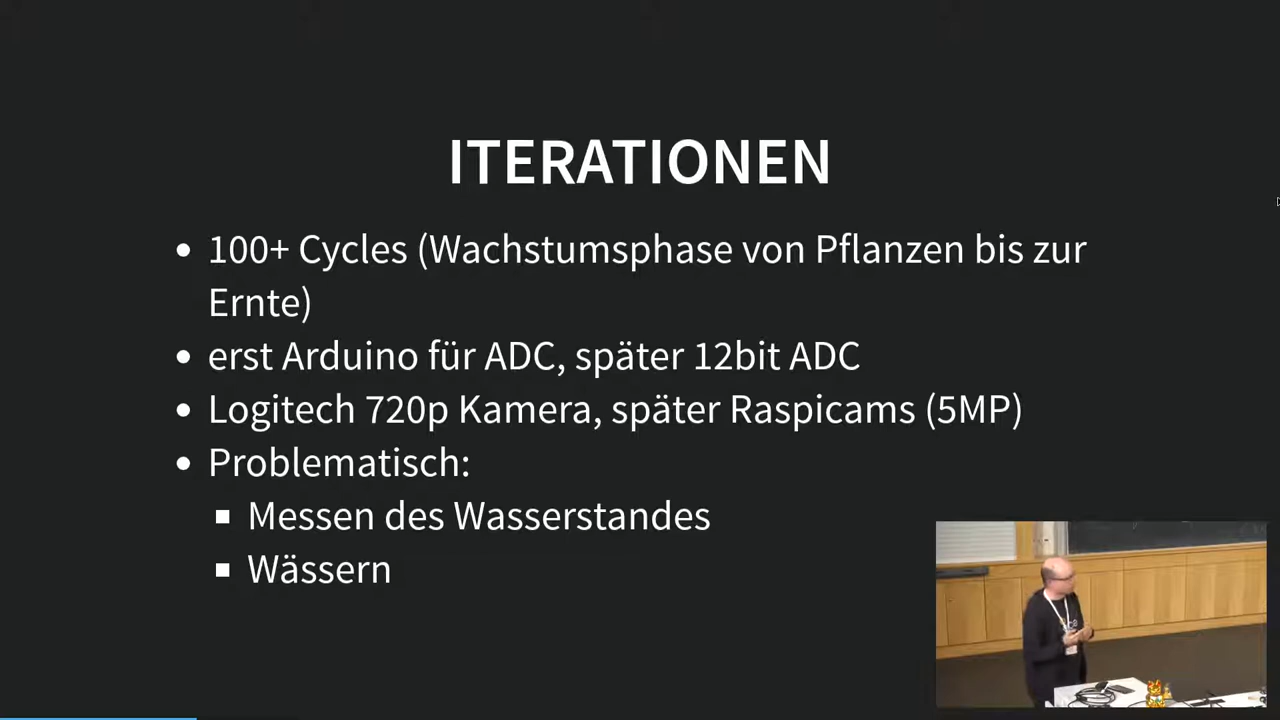 ITERATIONEN
100+ Cycles (Wachstumsphase von Pflanzen bis zur
Ernte)
erst Arduino für ADC, später 12bit ADC
Logitech 720p Kamera, später Raspicams (5MP)
Problematisch:
Messen des Wasserstandes
Wässern